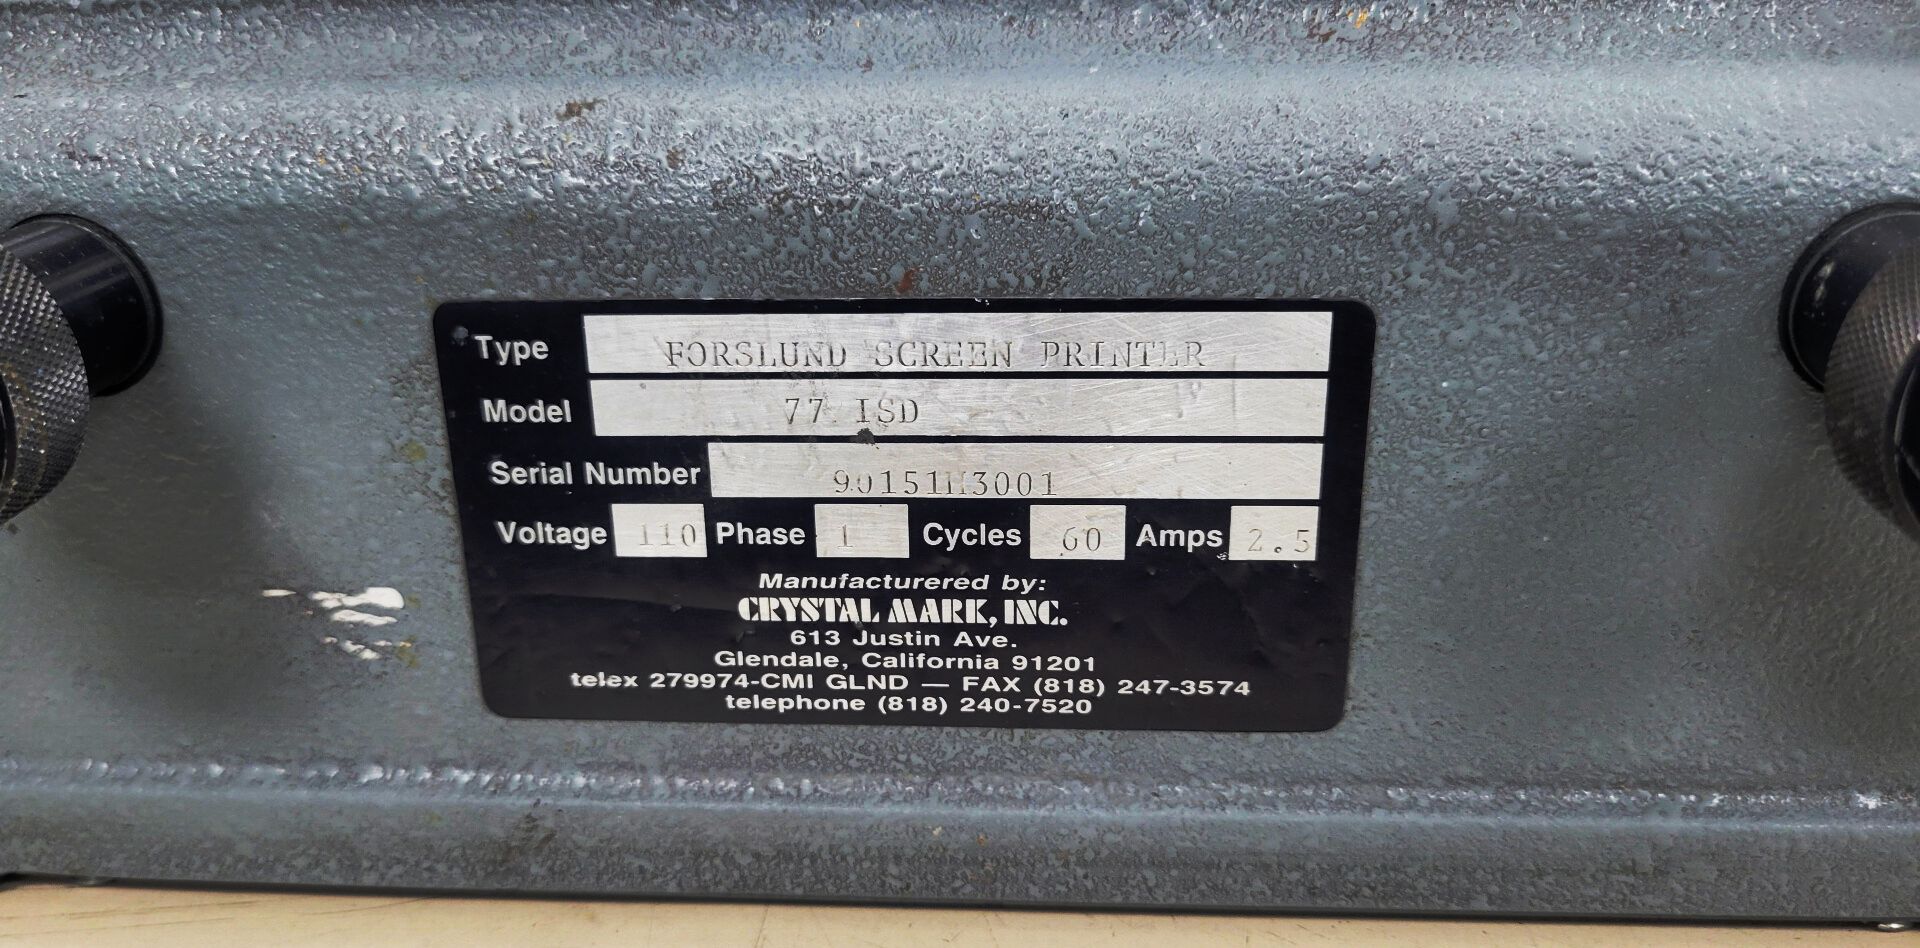 Type FORSLUND SCREEN PRINTER
Model 77 ISD
Serial Number 90151H3001
Voltage 110 Phase 1 Cycles 60 Amps 2.5
Manufacturered by:
CRYSTAL MARK, INC.
613 Justin Ave.
Glendale, California 91201
telex 279974-CMI GLND — FAX (818) 247-3574
telephone (818) 240-7520